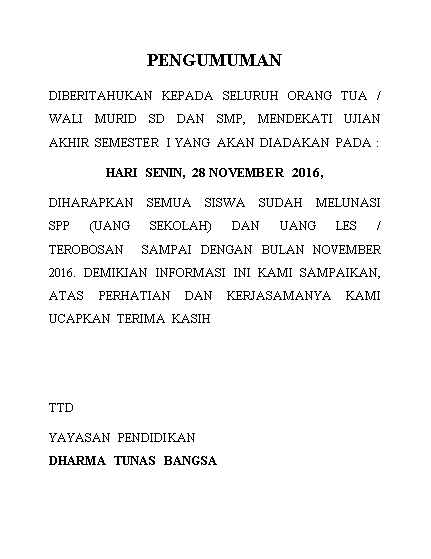 PENGUMUMAN
DIBERITAHUKAN KEPADA SELURUH ORANG TUA /
WALI MURID SD DAN SMP, MENDEKATI UJIAN
AKHIR SEMESTER I YANG AKAN DIADAKAN PADA :
HARI SENIN, 28 NOVEMBER 2016,
DIHARAPKAN SEMUA SISWA SUDAH MELUNASI
SPP (UANG SEKOLAH) DAN UANG LES /
TEROBOSAN SAMPAI DENGAN BULAN NOVEMBER
2016. DEMIKIAN INFORMASI INI KAMI SAMPAIKAN,
ATAS PERHATIAN DAN KERJASAMANYA KAMI
UCAPKAN TERIMA KASIH
TTD
YAYASAN PENDIDIKAN
DHARMA TUNAS BANGSA